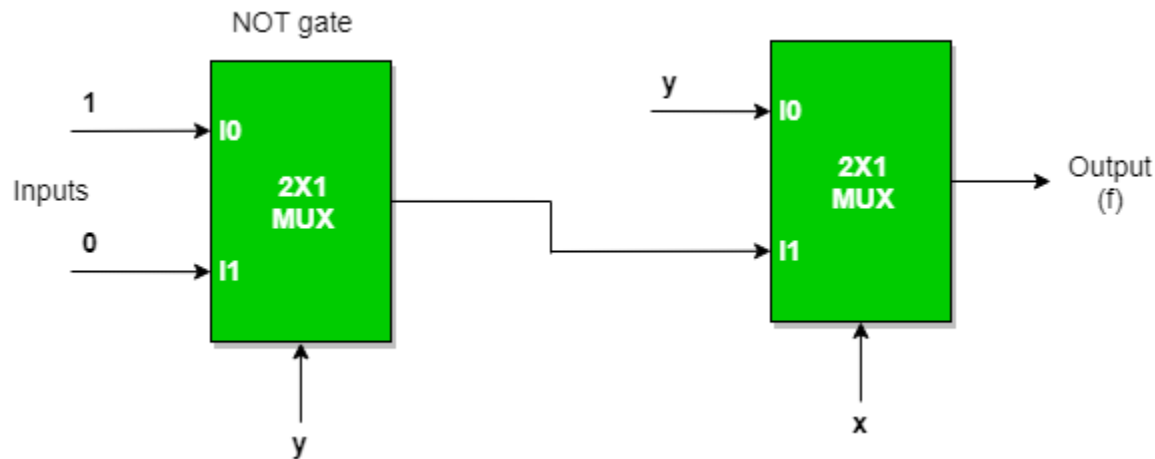 NOT gate
1
I0
Inputs
2X1
MUX
0
I1
y
y
I0
2X1
MUX
I1
x
Output
(f)